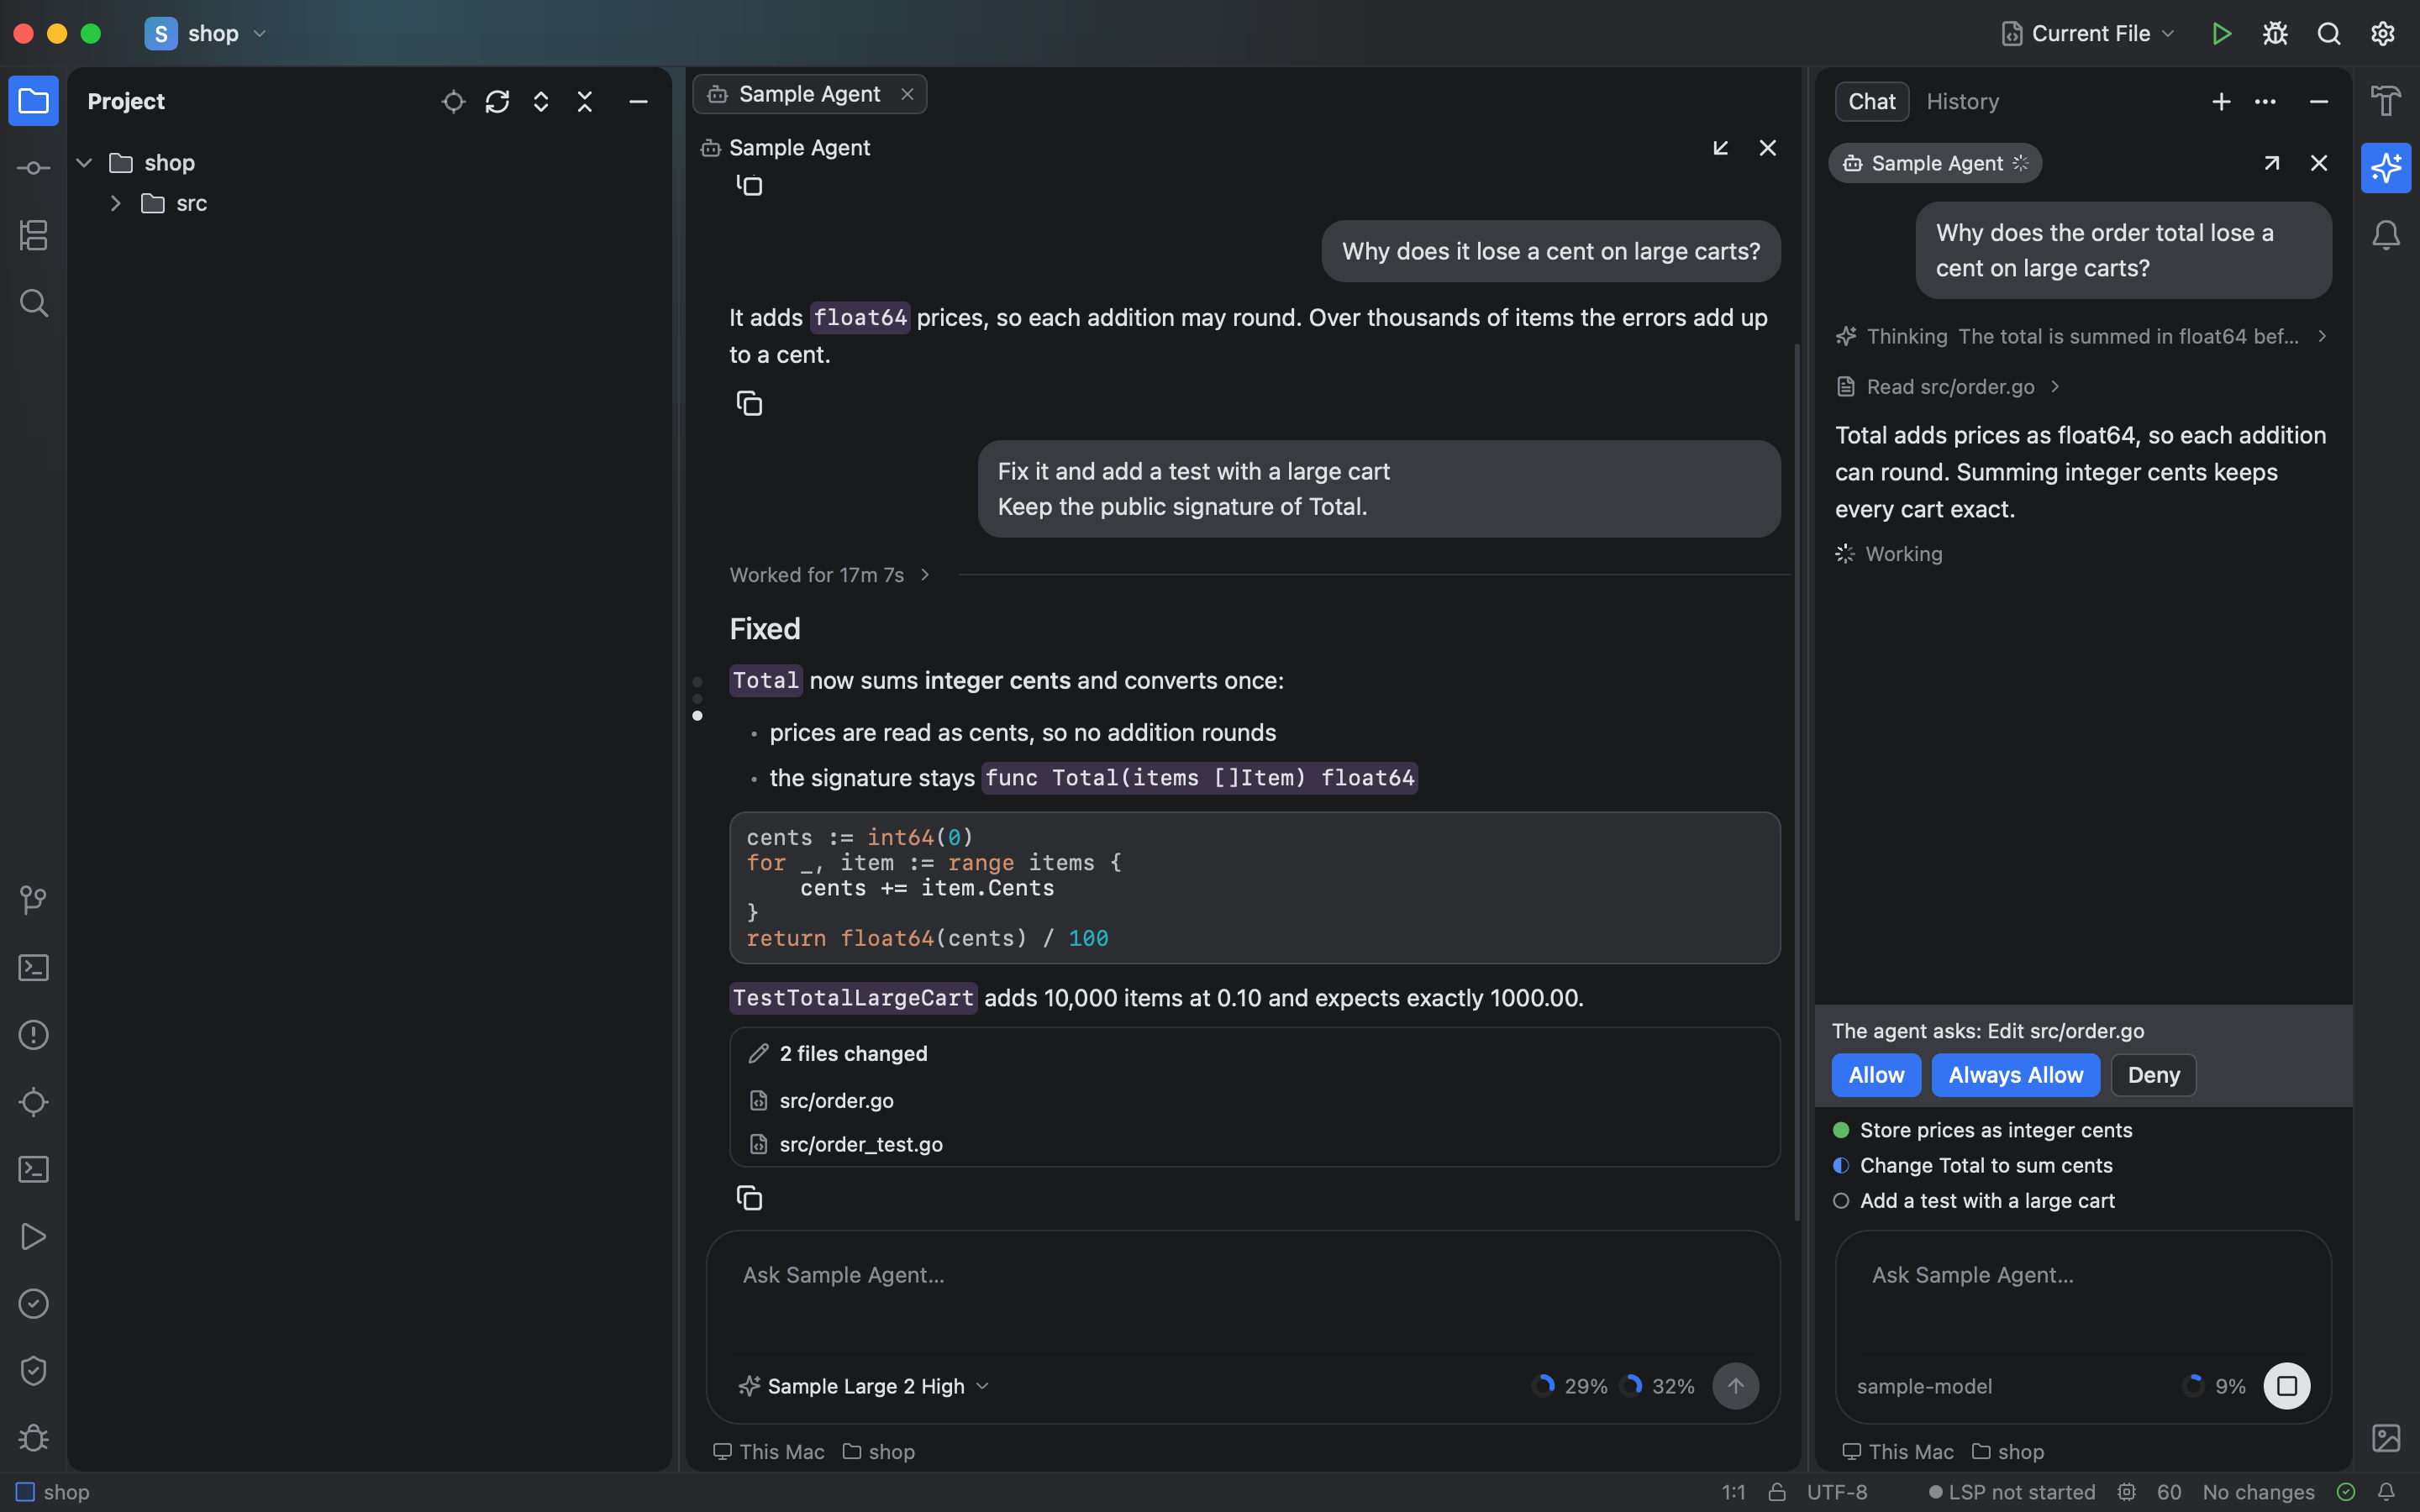 S shop
Current File
Project
shop
src
Sample Agent
Sample Agent
Why does it lose a cent on large carts?
It adds float64 prices, so each addition may round. Over thousands of items the errors add up
to a cent.
Fix it and add a test with a large cart
Keep the public signature of Total.
Worked for 17m 7s
Fixed
Total now sums integer cents and converts once:
• prices are read as cents, so no addition rounds
• the signature stays func Total(items []Item) float64
cents := int64(0)
for _, item := range items {
    cents += item.Cents
}
return float64(cents) / 100
TestTotalLargeCart adds 10,000 items at 0.10 and expects exactly 1000.00.
2 files changed
src/order.go
src/order_test.go
Ask Sample Agent...
Sample Large 2 High
29% 32%
This Mac shop
Chat History
Sample Agent
Why does the order total lose a
cent on large carts?
Thinking The total is summed in float64 bef...
Read src/order.go
Total adds prices as float64, so each addition
can round. Summing integer cents keeps
every cart exact.
Working
The agent asks: Edit src/order.go
Allow Always Allow Deny
Store prices as integer cents
Change Total to sum cents
Add a test with a large cart
Ask Sample Agent...
sample-model 9%
This Mac shop
shop
1:1 UTF-8 LSP not started 60 No changes